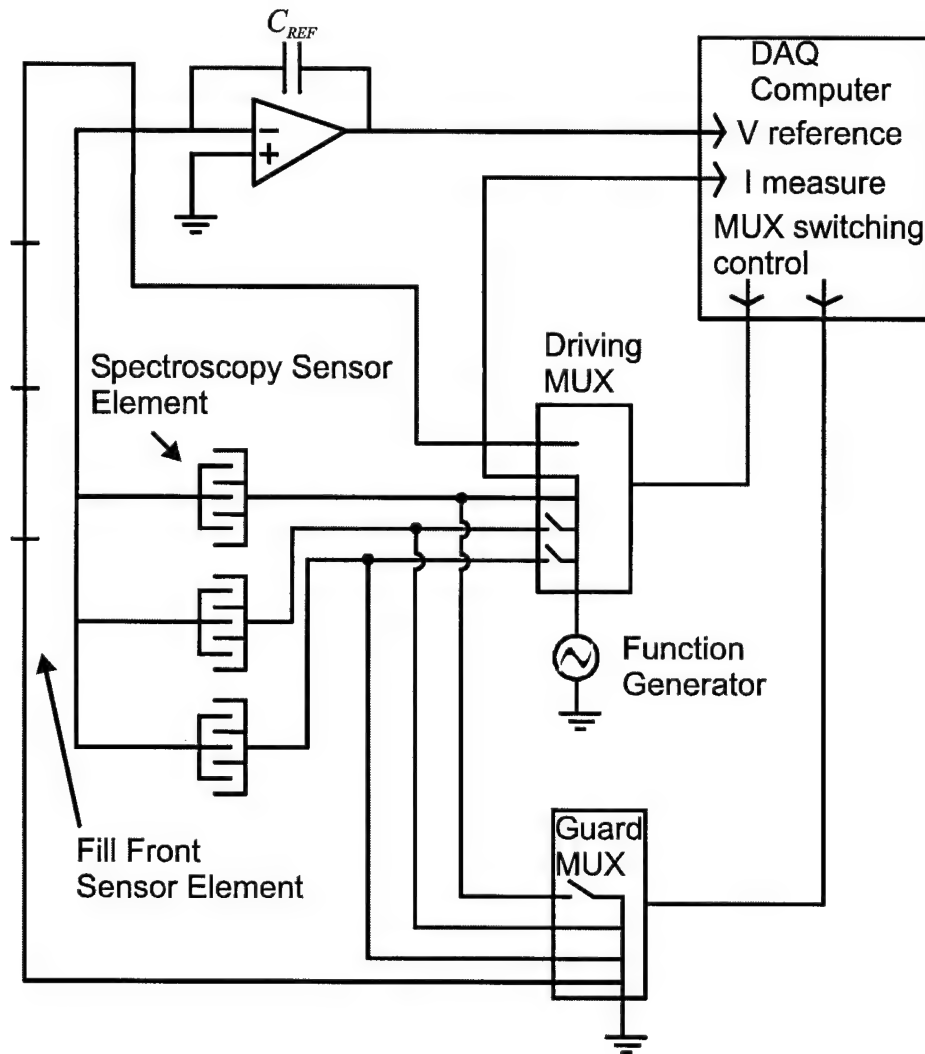 C_REF
DAQ
Computer
V reference
I measure
MUX switching
control
−
+
Driving
MUX
Spectroscopy Sensor
Element
Function
Generator
Guard
MUX
Fill Front
Sensor Element